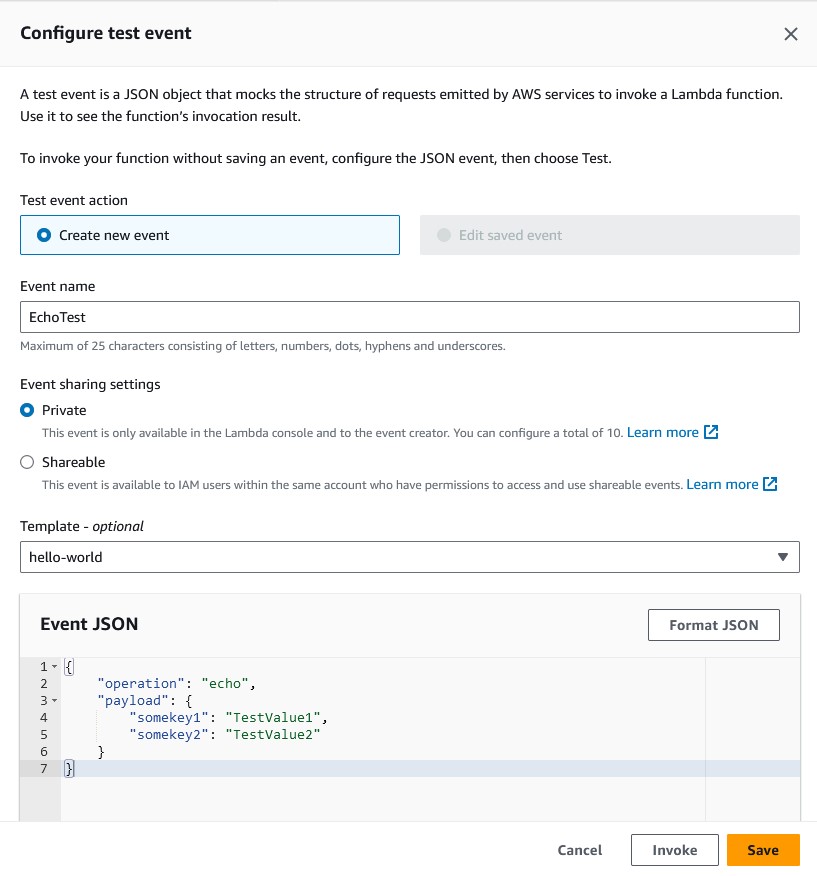 Configure test event
A test event is a JSON object that mocks the structure of requests emitted by AWS services to invoke a Lambda function.
Use it to see the function's invocation result.
To invoke your function without saving an event, configure the JSON event, then choose Test.
Test event action
Create new event
Edit saved event
Event name
EchoTest
Maximum of 25 characters consisting of letters, numbers, dots, hyphens and underscores.
Event sharing settings
Private
This event is only available in the Lambda console and to the event creator. You can configure a total of 10. Learn more
Shareable
This event is available to IAM users within the same account who have permissions to access and use shareable events. Learn more
Template - optional
hello-world
Event JSON
Format JSON
1 {
2 "operation": "echo",
3 "payload": {
4 "somekey1": "TestValue1",
5 "somekey2": "TestValue2"
6 }
7 }
Cancel
Invoke
Save